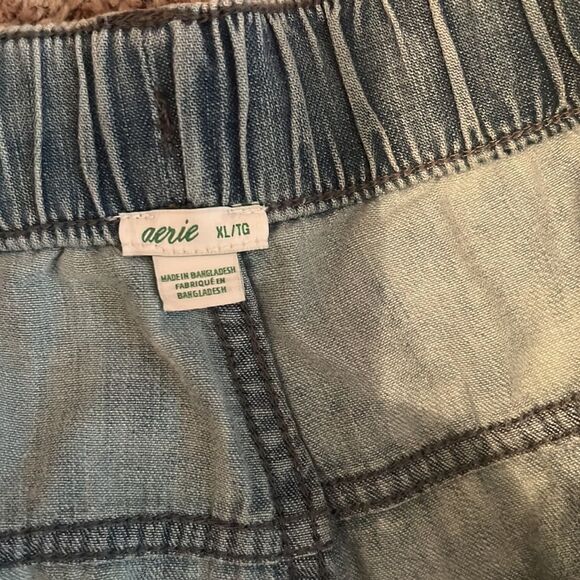 aerie XL/TG
MADE IN BANGLADESH
FABRIQUÉ EN
BANGLADESH